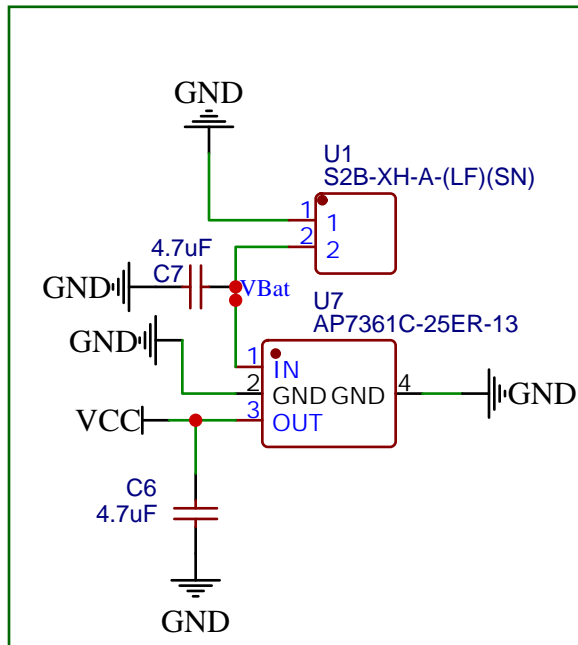 GND
U1
S2B-XH-A-(LF)(SN)
1 1
2 2
4.7uF
C7
GND
VBat
U7
AP7361C-25ER-13
GND
1 IN
2 GND GND 4
GND
3 OUT
VCC
C6
4.7uF
GND